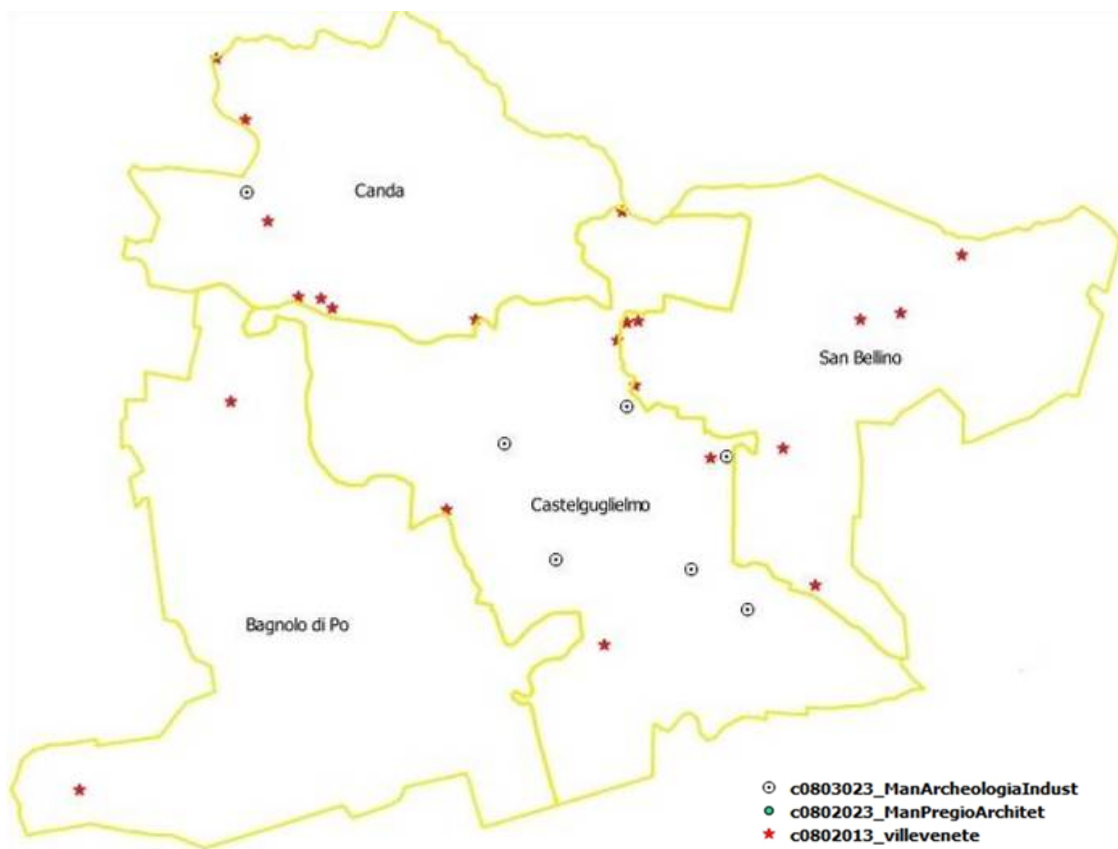 Canda
San Bellino
Castelguglielmo
Bagnolo di Po
c0803023_ManArcheologiaIndust
c0802023_ManPregioArchitet
c0802013_villevenete